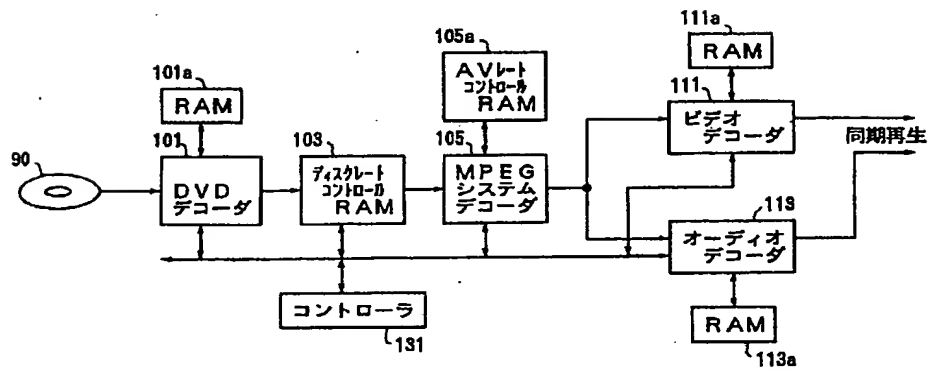 90
101a
RAM
101
DVD
デコーダ
103
ディスクレート
コントロール
RAM
105a
AVレート
コントロール
RAM
105
MPEG
システム
デコーダ
111a
RAM
111
ビデオ
デコーダ
同期再生
113
オーディオ
デコーダ
RAM
113a
コントローラ
131